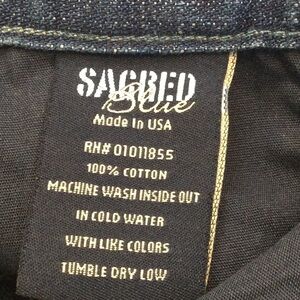 SACRED
Blue
Made In USA
RN# 01011855
100% COTTON
MACHINE WASH INSIDE OUT
IN COLD WATER
WITH LIKE COLORS
TUMBLE DRY LOW